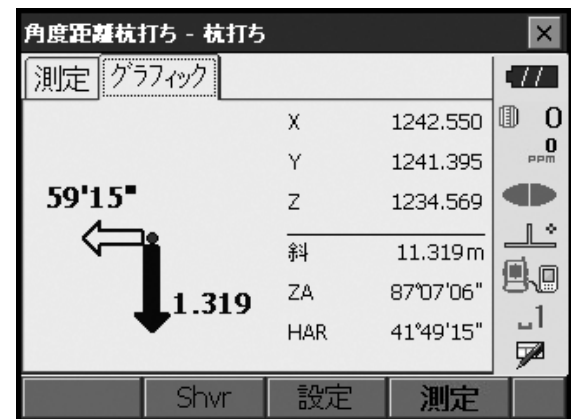 角度距離杭打ち - 杭打ち
測定 グラフィック
X 1242.550
Y 1241.395
Z 1234.569
59'15"
斜 11.319m
1.319
ZA 87°07'06"
HAR 41°49'15"
0
0
PPM
1
Shvr 設定 測定